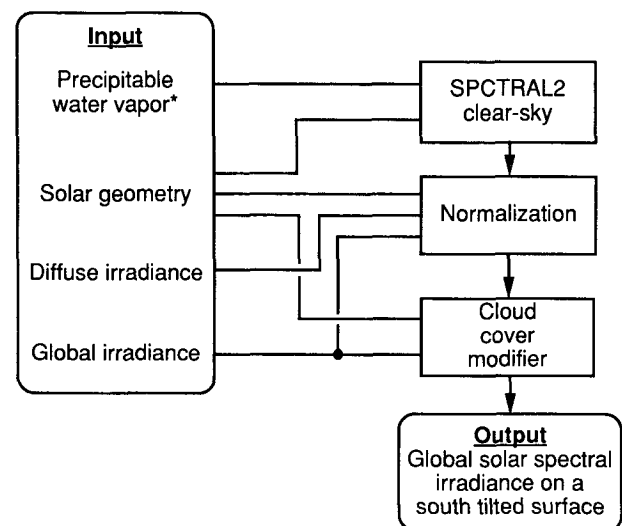 Input
Precipitable
water vapor*
Solar geometry
Diffuse irradiance
Global irradiance
SPCTRAL2
clear-sky
Normalization
Cloud
cover
modifier
Output
Global solar spectral
irradiance on a
south tilted surface